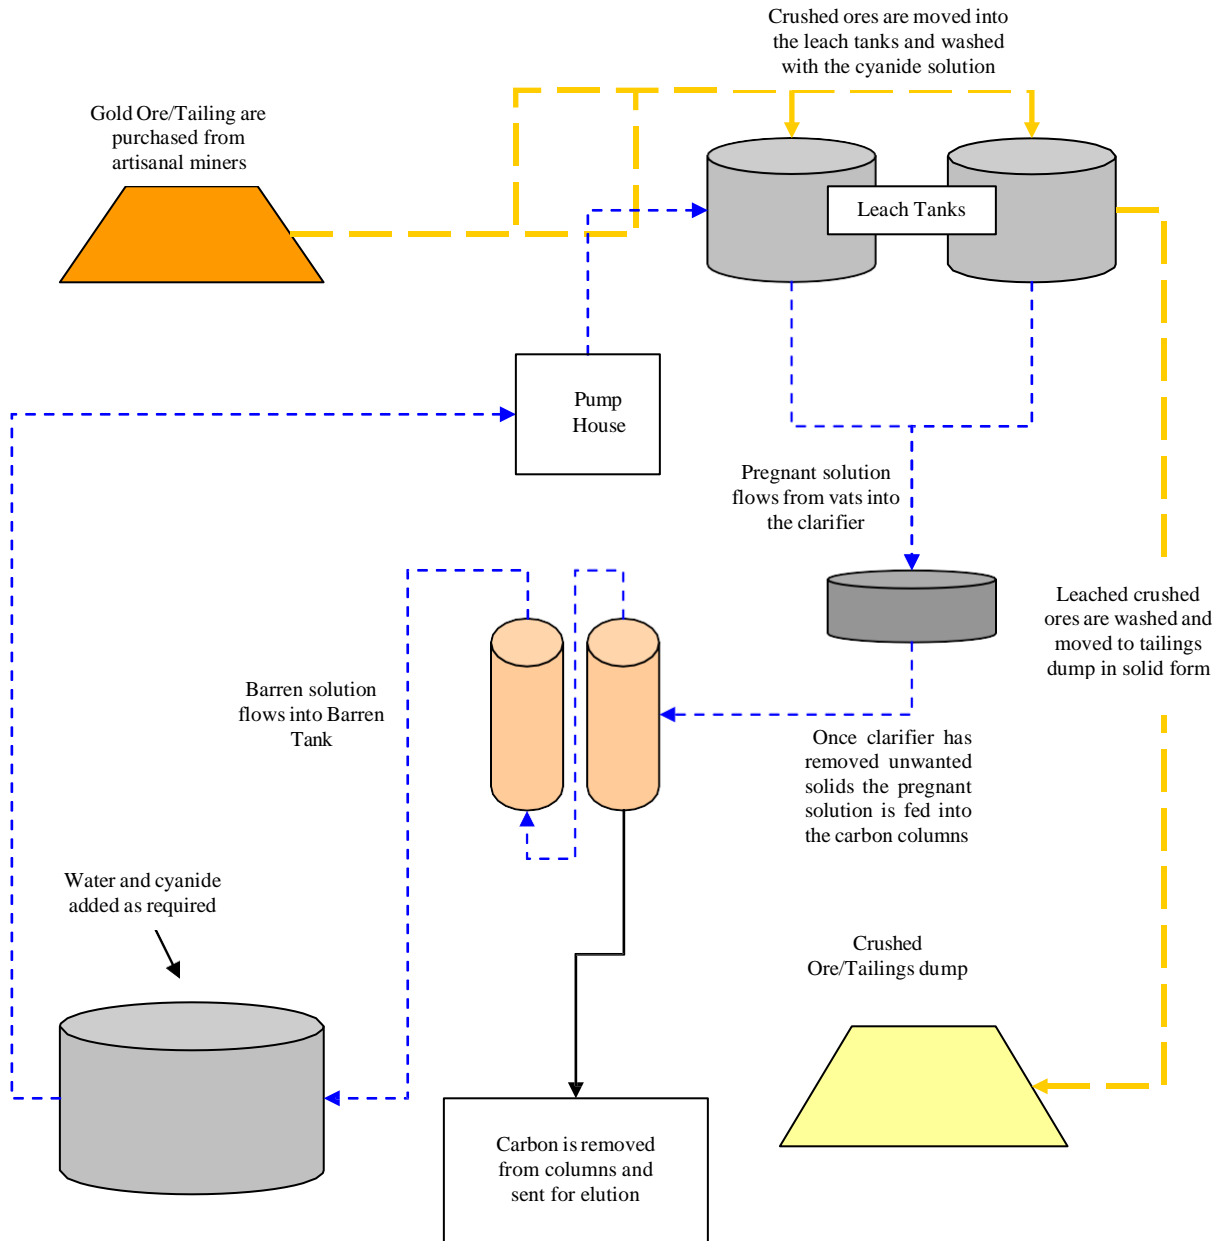 Crushed ores are moved into
the leach tanks and washed
with the cyanide solution
Gold Ore/Tailing are
purchased from
artisanal miners
Leach Tanks
Pump
House
Pregnant solution
flows from vats into
the clarifier
Leached crushed
ores are washed and
moved to tailings
dump in solid form
Barren solution
flows into Barren
Tank
Once clarifier has
removed unwanted
solids the pregnant
solution is fed into
the carbon columns
Water and cyanide
added as required
Crushed
Ore/Tailings dump
Carbon is removed
from columns and
sent for elution